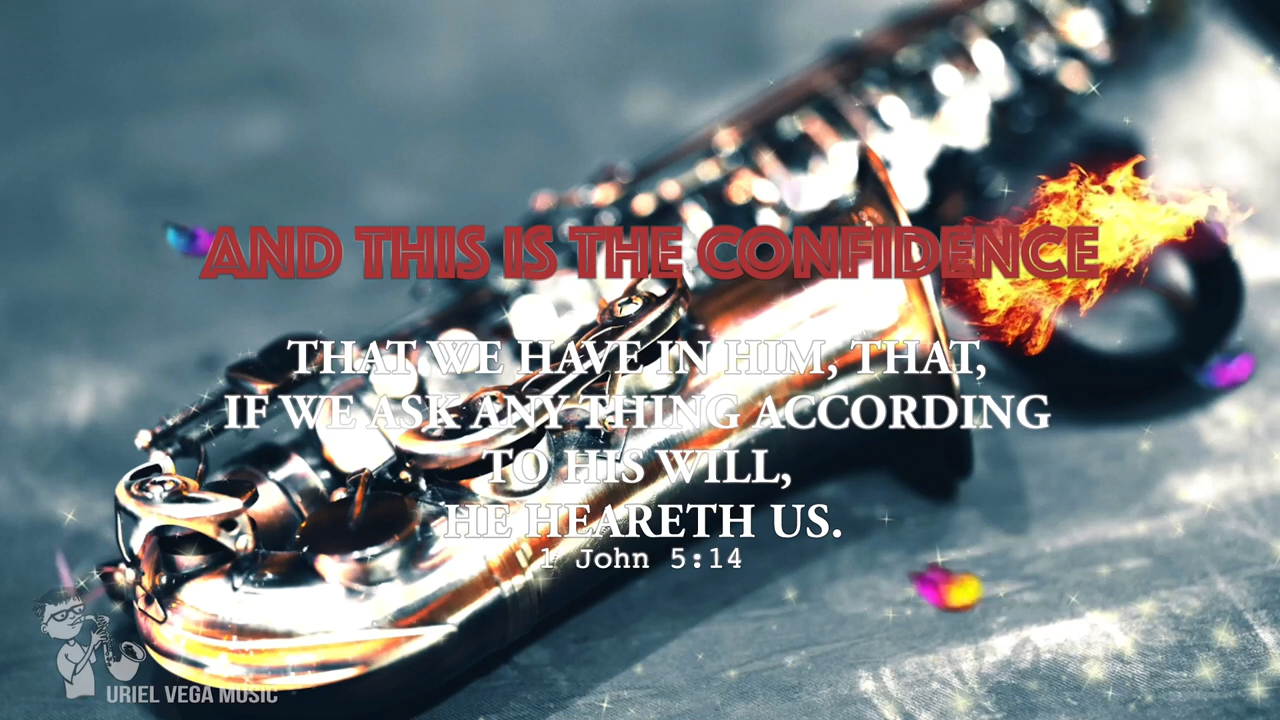 AND THIS IS THE CONFIDENCE
THAT WE HAVE IN HIM, THAT,
IF WE ASK ANY THING ACCORDING
TO HIS WILL,
HE HEARETH US.
1 John 5:14
URIEL VEGA MUSIC